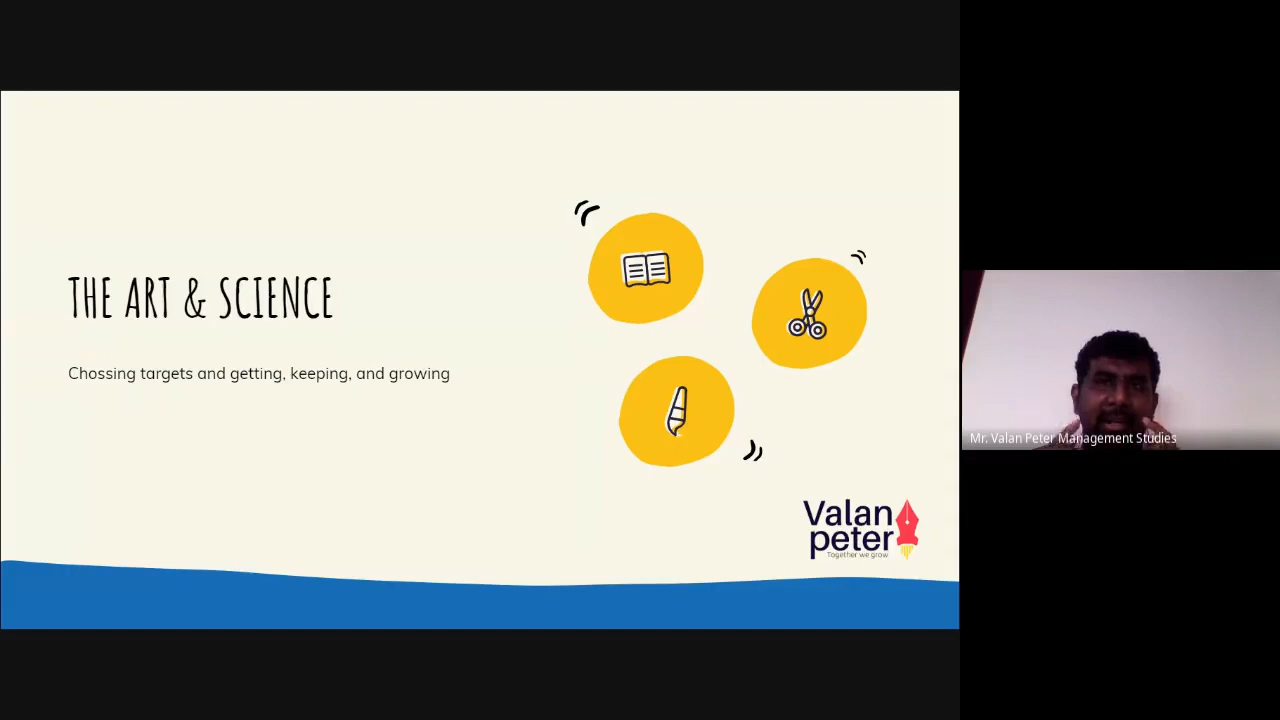 THE ART & SCIENCE
Chossing targets and getting, keeping, and growing
Valan
peter
Together we grow
Mr. Valan Peter Management Studies